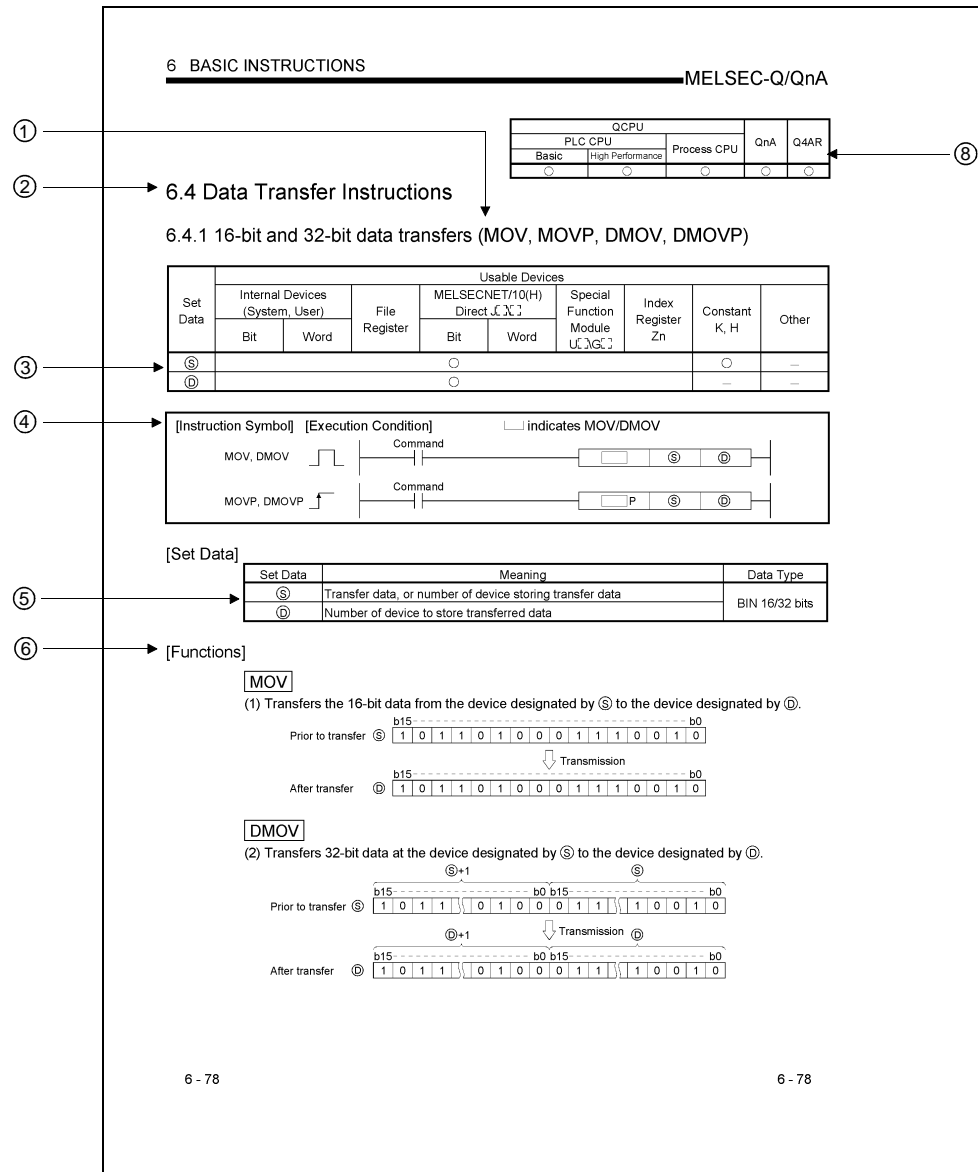 6 BASIC INSTRUCTIONS
MELSEC-Q/QnA
①
QCPU
PLC CPU
Process CPU
QnA
Q4AR
Basic
High Performance
○ ○ ○ ○ ○
⑧
②
6.4 Data Transfer Instructions
6.4.1 16-bit and 32-bit data transfers (MOV, MOVP, DMOV, DMOVP)
Set Data
Usable Devices
Internal Devices (System, User)
File Register
MELSECNET/10(H) Direct J[ ]\[ ]
Special Function Module U[ ]\G[ ]
Index Register Zn
Constant K, H
Other
Bit Word Bit Word
③
Ⓢ ○ ○ –
Ⓓ ○ – –
④
[Instruction Symbol] [Execution Condition] indicates MOV/DMOV
Command
MOV, DMOV Ⓢ Ⓓ
Command
MOVP, DMOVP P Ⓢ Ⓓ
[Set Data]
Set Data Meaning Data Type
⑤
Ⓢ Transfer data, or number of device storing transfer data BIN 16/32 bits
Ⓓ Number of device to store transferred data
⑥
[Functions]
MOV
(1) Transfers the 16-bit data from the device designated by Ⓢ to the device designated by Ⓓ.
b15 b0
Prior to transfer Ⓢ 1 0 1 1 0 1 0 0 0 1 1 1 0 0 1 0
Transmission
b15 b0
After transfer Ⓓ 1 0 1 1 0 1 0 0 0 1 1 1 0 0 1 0
DMOV
(2) Transfers 32-bit data at the device designated by Ⓢ to the device designated by Ⓓ.
Ⓢ+1 Ⓢ
b15 b0 b15 b0
Prior to transfer Ⓢ 1 0 1 1 0 1 0 0 0 1 1 1 0 0 1 0
Ⓓ+1 Transmission Ⓓ
b15 b0 b15 b0
After transfer Ⓓ 1 0 1 1 0 1 0 0 0 1 1 1 0 0 1 0
6 - 78 6 - 78